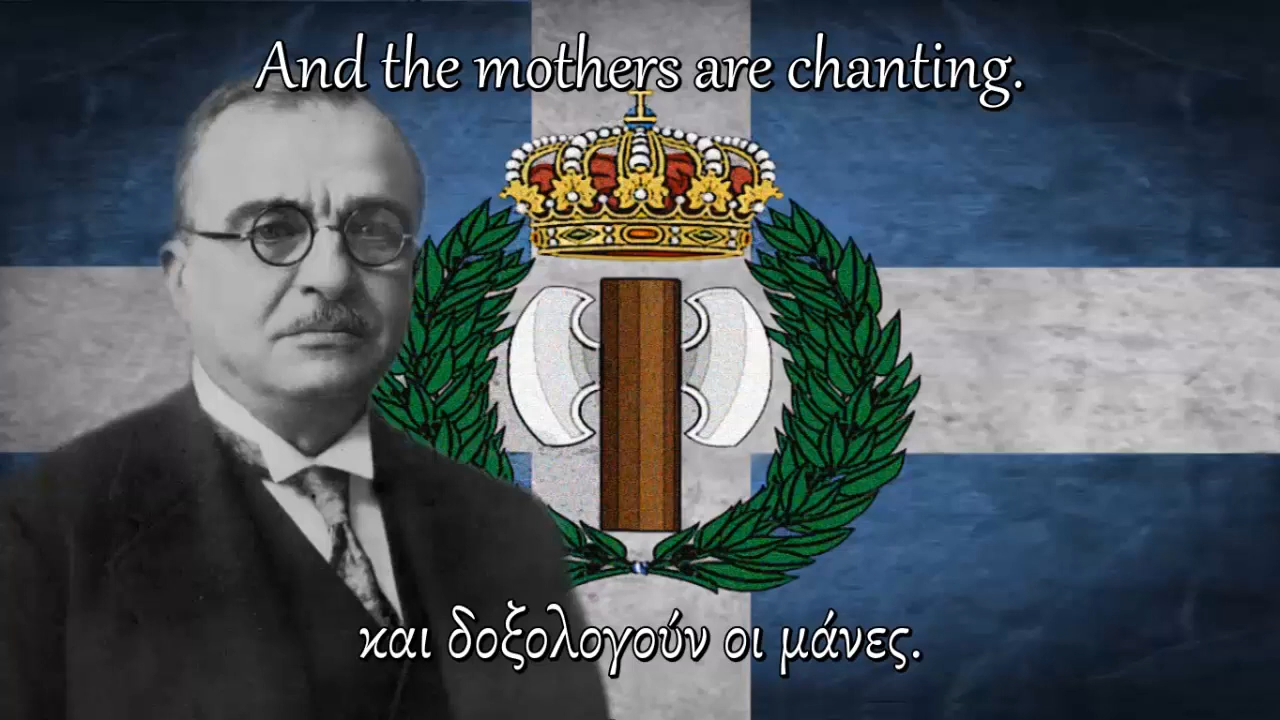 And the mothers are chanting.
και δοξολογούν οι μάνες.